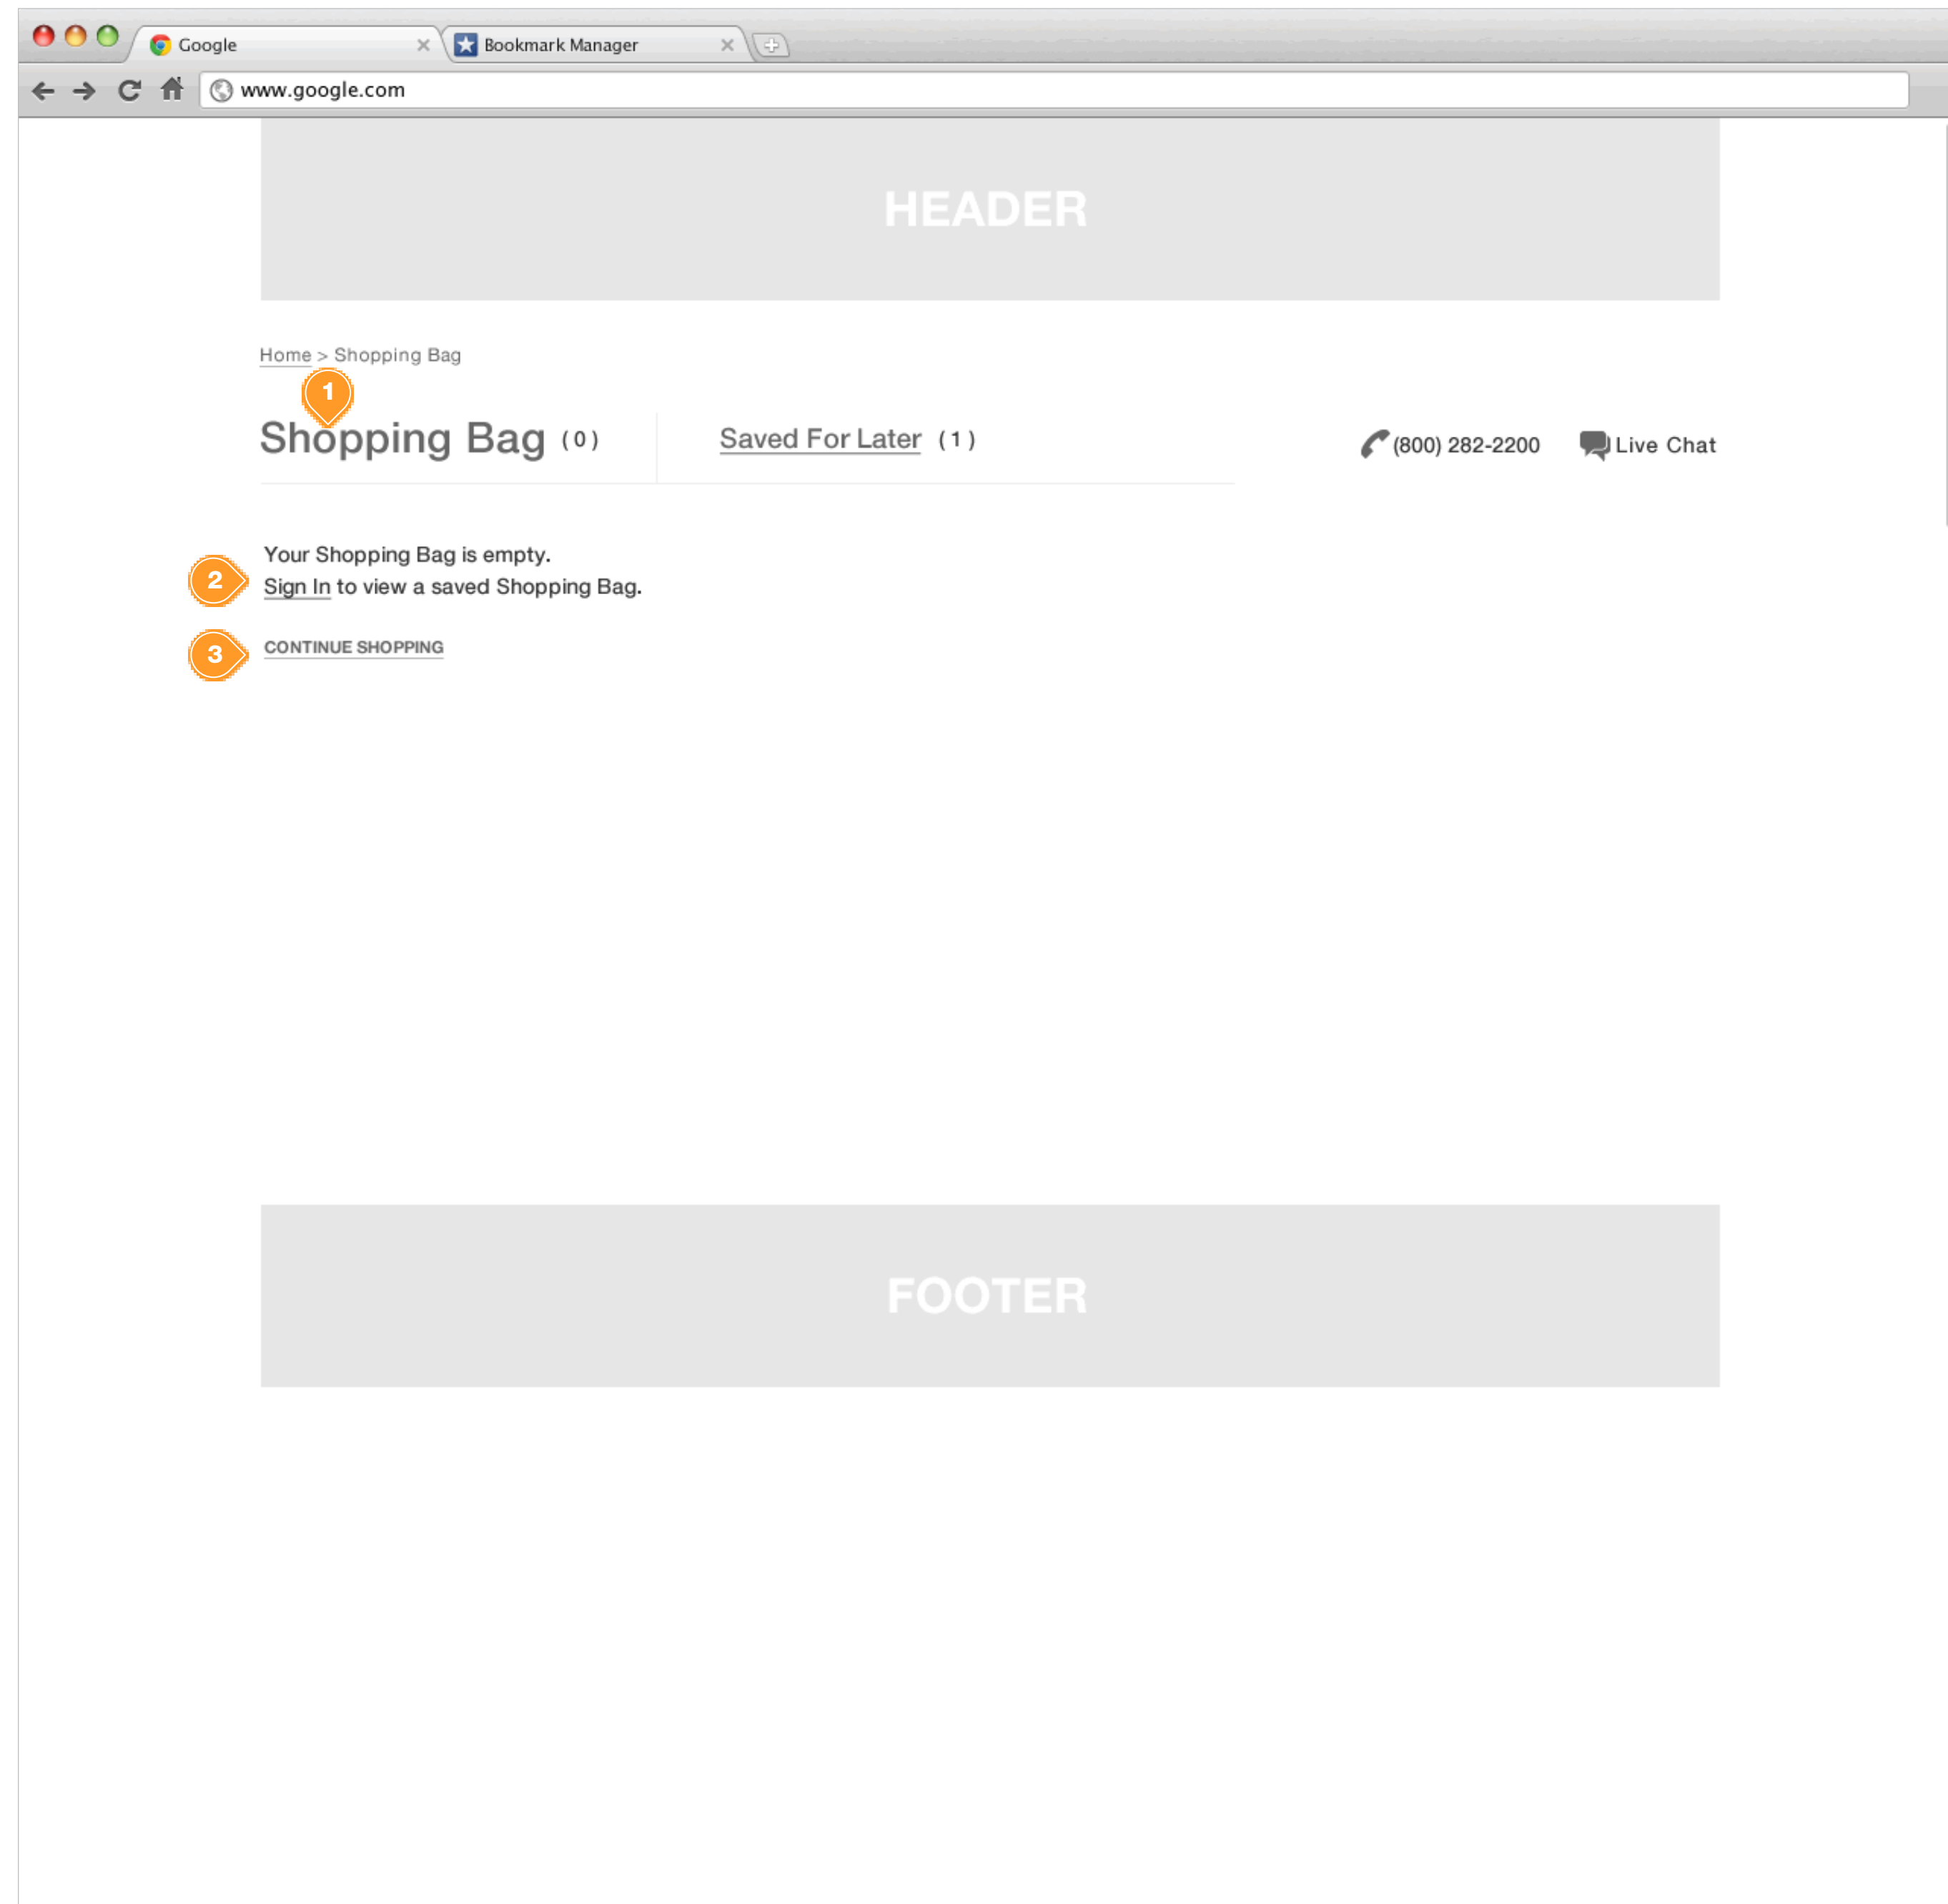 Google
Bookmark Manager
www.google.com
HEADER
Home > Shopping Bag
1
Shopping Bag (0)
Saved For Later (1)
(800) 282-2200
Live Chat
Your Shopping Bag is empty.
2
Sign In to view a saved Shopping Bag.
3
CONTINUE SHOPPING
FOOTER